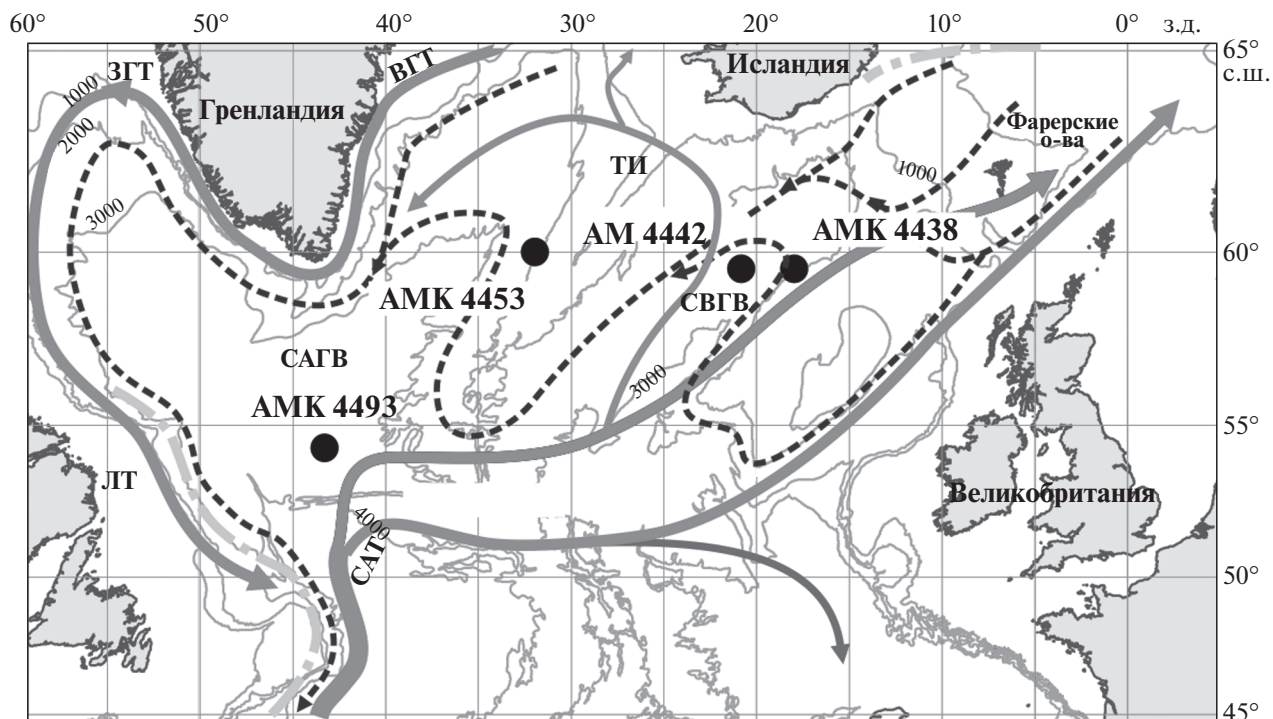 60° 50° 40° 30° 20° 10° 0° з.д.
65°
с.ш.
ЗГТ
ВГТ
Исландия
1000
Гренландия
Фарерские
о-ва
2000
ТИ
1000
3000
АМ 4442
АМК 4438
60°
АМК 4453
СВГВ
САГВ
3000
АМК 4493
55°
ЛТ
Великобритания
4000
САТ
50°
45°